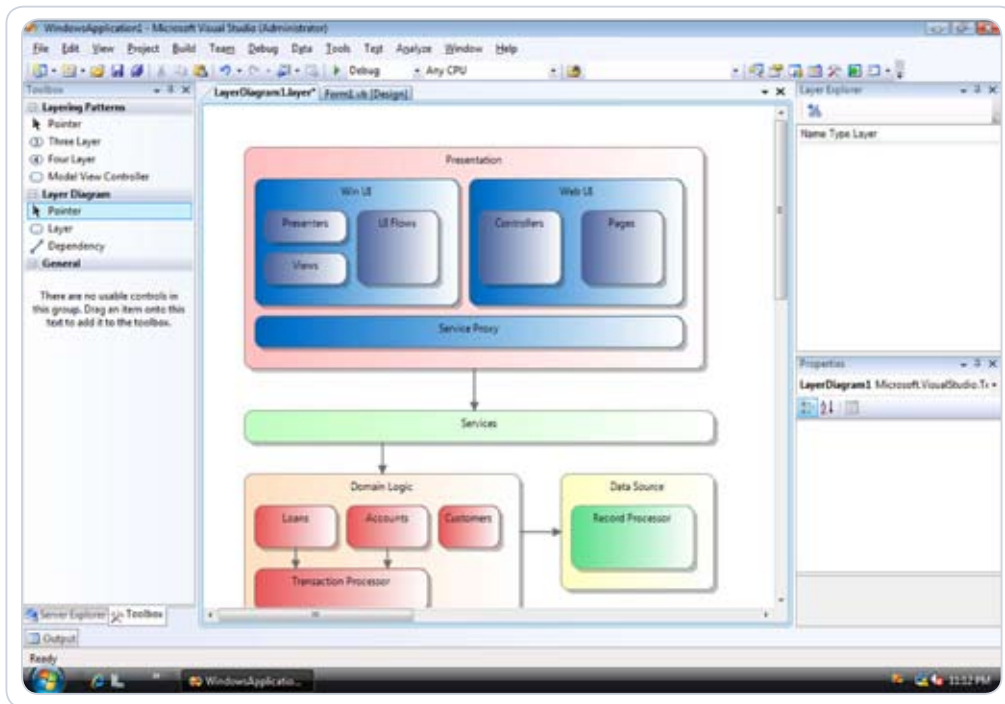 WindowsApplication1 - Microsoft Visual Studio (Administrator)
File Edit View Project Build Team Debug Data Tools Test Analyze Window Help
Debug Any CPU
Toolbox
Layering Patterns
Pointer
Three Layer
Four Layer
Model View Controller
Layer Diagram
Pointer
Layer
Dependency
General
There are no usable controls in
this group. Drag an item onto this
text to add it to the toolbox.
Server Explorer Toolbox
LayerDiagram1.layer* Form1.vb [Design]
Presentation
Win UI Web UI
Presenters UI Flows Controllers Pages
Views
Service Proxy
Services
Domain Logic Data Source
Loans Accounts Customers Record Processor
Transaction Processor
Layer Explorer
Name Type Layer
Properties
LayerDiagram1 Microsoft.VisualStudio.Te
Output
Ready
WindowsApplicatio...
11:12 PM